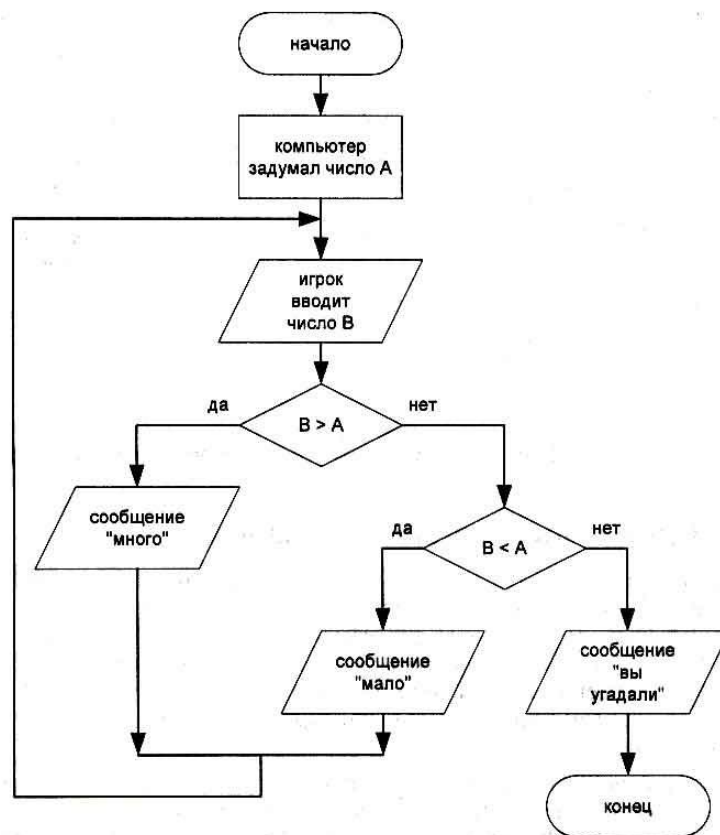 начало
компьютер
задумал число А
игрок
вводит
число В
да
В > А
нет
сообщение
"много"
да
В < А
нет
сообщение
"мало"
сообщение
"вы
угадали"
конец